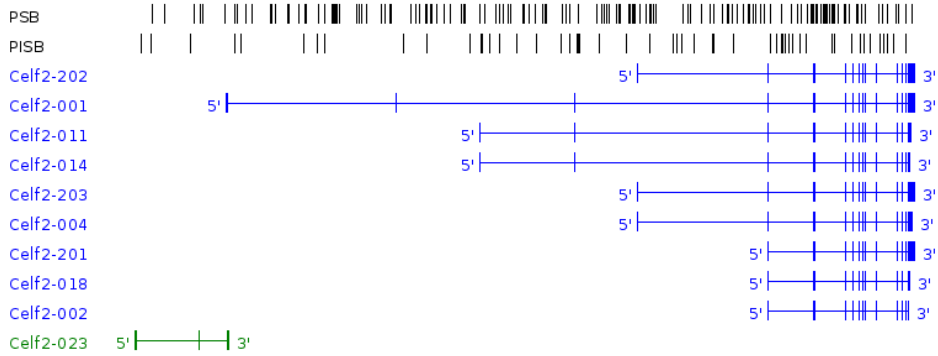 PSB
PISB
Celf2-202 5' 3'
Celf2-001 5' 3'
Celf2-011 5' 3'
Celf2-014 5' 3'
Celf2-203 5' 3'
Celf2-004 5' 3'
Celf2-201 5' 3'
Celf2-018 5' 3'
Celf2-002 5' 3'
Celf2-023 5' 3'